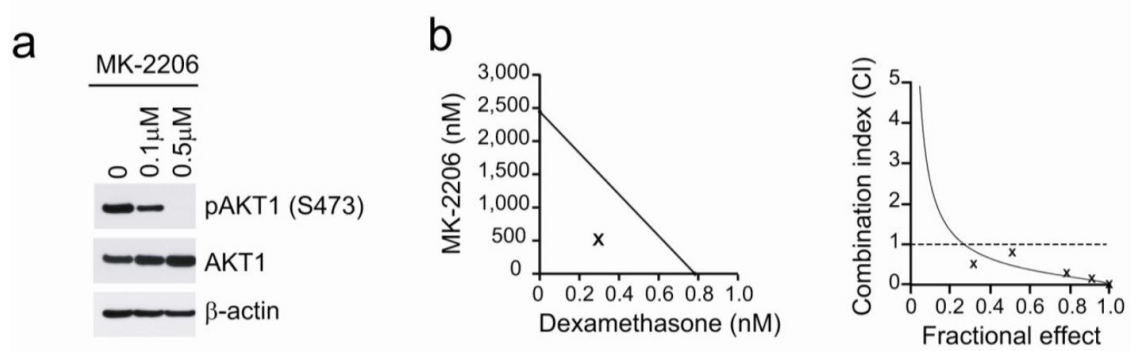 a
MK-2206
0
0.1μM
0.5μM
pAKT1 (S473)
AKT1
β-actin
b
MK-2206 (nM)
3,000
2,500
2,000
1,500
1,000
500
0
0 0.2 0.4 0.6 0.8 1.0
Dexamethasone (nM)
x
Combination index (CI)
5
4
3
2
1
0
0 0.2 0.4 0.6 0.8 1.0
Fractional effect
x x x x x